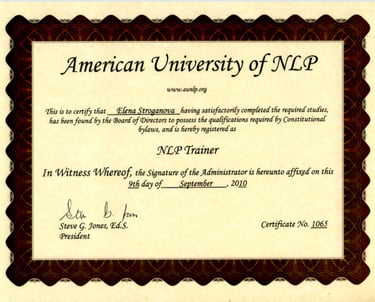 American University of NLP
www.aunlp.org
This is to certify that Elena Stroganova having satisfactorily completed the required studies,
has been found by the Board of Directors to possess the qualifications required by Constitutional
bylaws, and is hereby registered as
NLP Trainer
In Witness Whereof, the Signature of the Administrator is hereunto affixed on this
9th day of September, 2010
Steve G. Jones, Ed.S. Certificate No. 1065
President